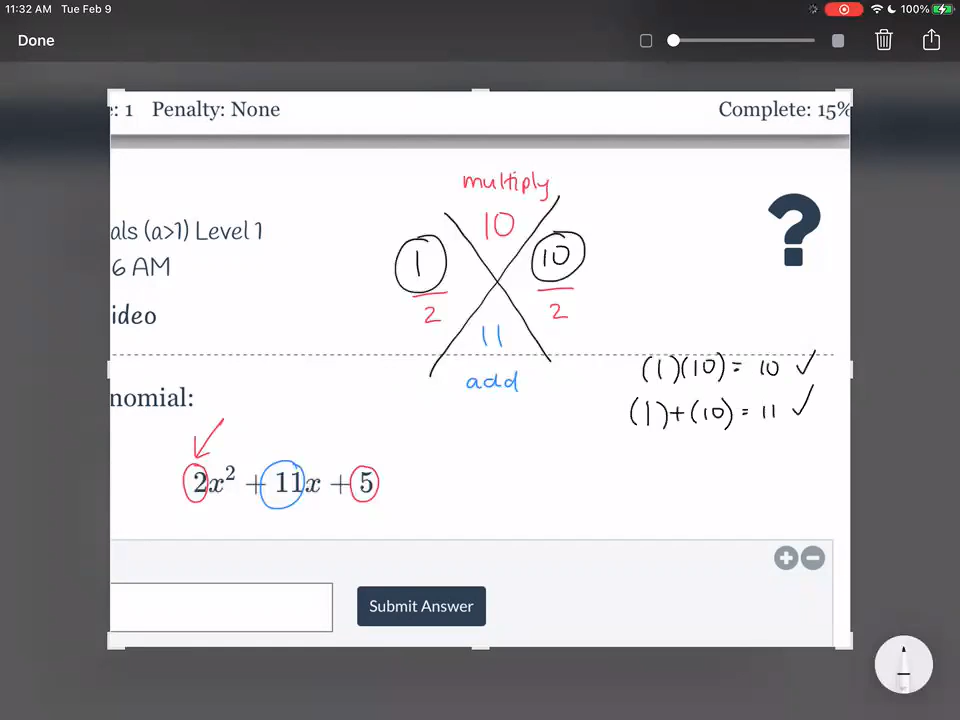 11:32 AM Tue Feb 9
100%
Done
: 1 Penalty: None
Complete: 15%
multiply
10
als (a>1) Level 1
1
10
6 AM
2
2
ideo
11
(1)(10) = 10 ✓
add
nomial:
(1)+(10) = 11 ✓
2x² + 11x + 5
Submit Answer